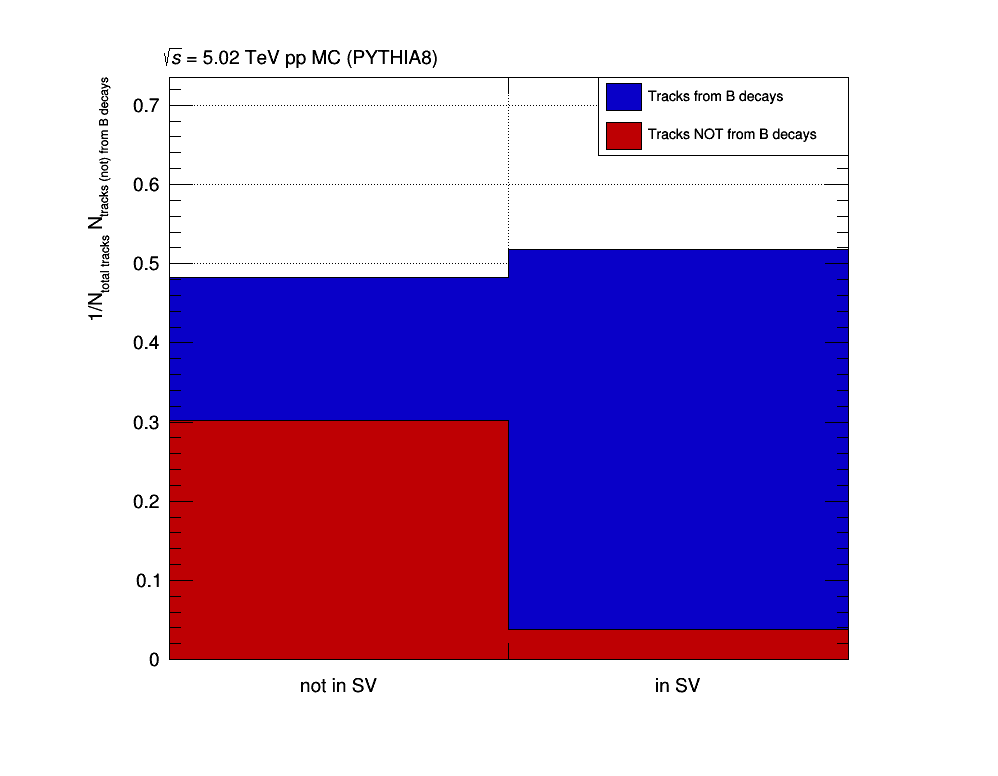 √s = 5.02 TeV pp MC (PYTHIA8)
1/N_total tracks N_tracks (not) from B decays
Tracks from B decays
Tracks NOT from B decays
0.7
0.6
0.5
0.4
0.3
0.2
0.1
0
not in SV
in SV